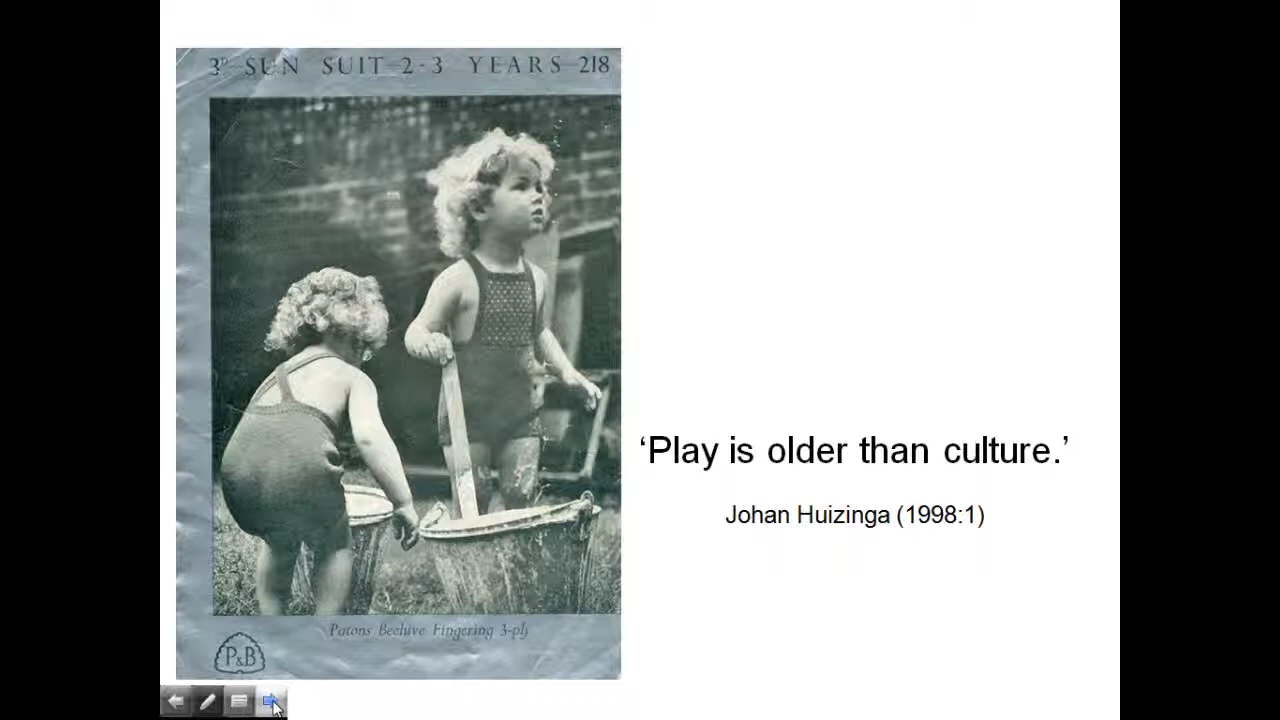 3D SUN SUIT 2-3 YEARS 218
Patons Beehive Fingering 3-ply
P&B
‘Play is older than culture.’
Johan Huizinga (1998:1)